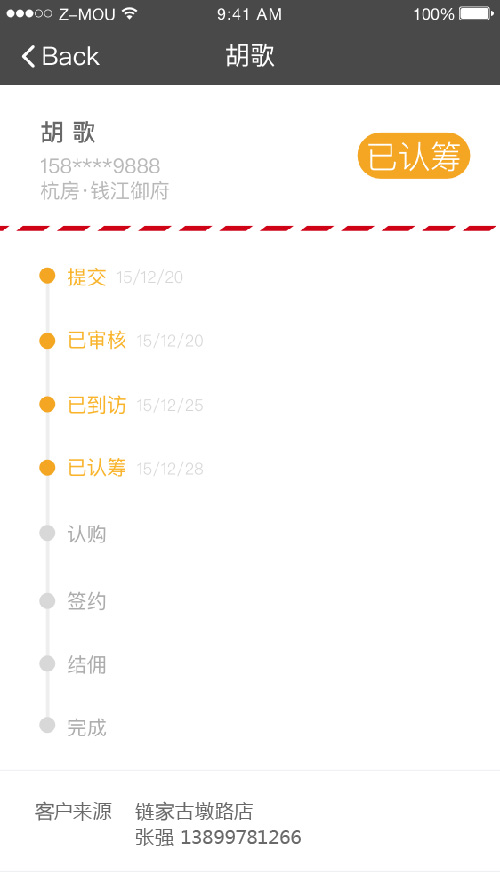 Z-MOU 9:41 AM 100%
Back 胡歌
胡 歌
158****9888
杭房·钱江御府
已认筹
提交 15/12/20
已审核 15/12/20
已到访 15/12/25
已认筹 15/12/28
认购
签约
结佣
完成
客户来源 链家古墩路店
张强 13899781266